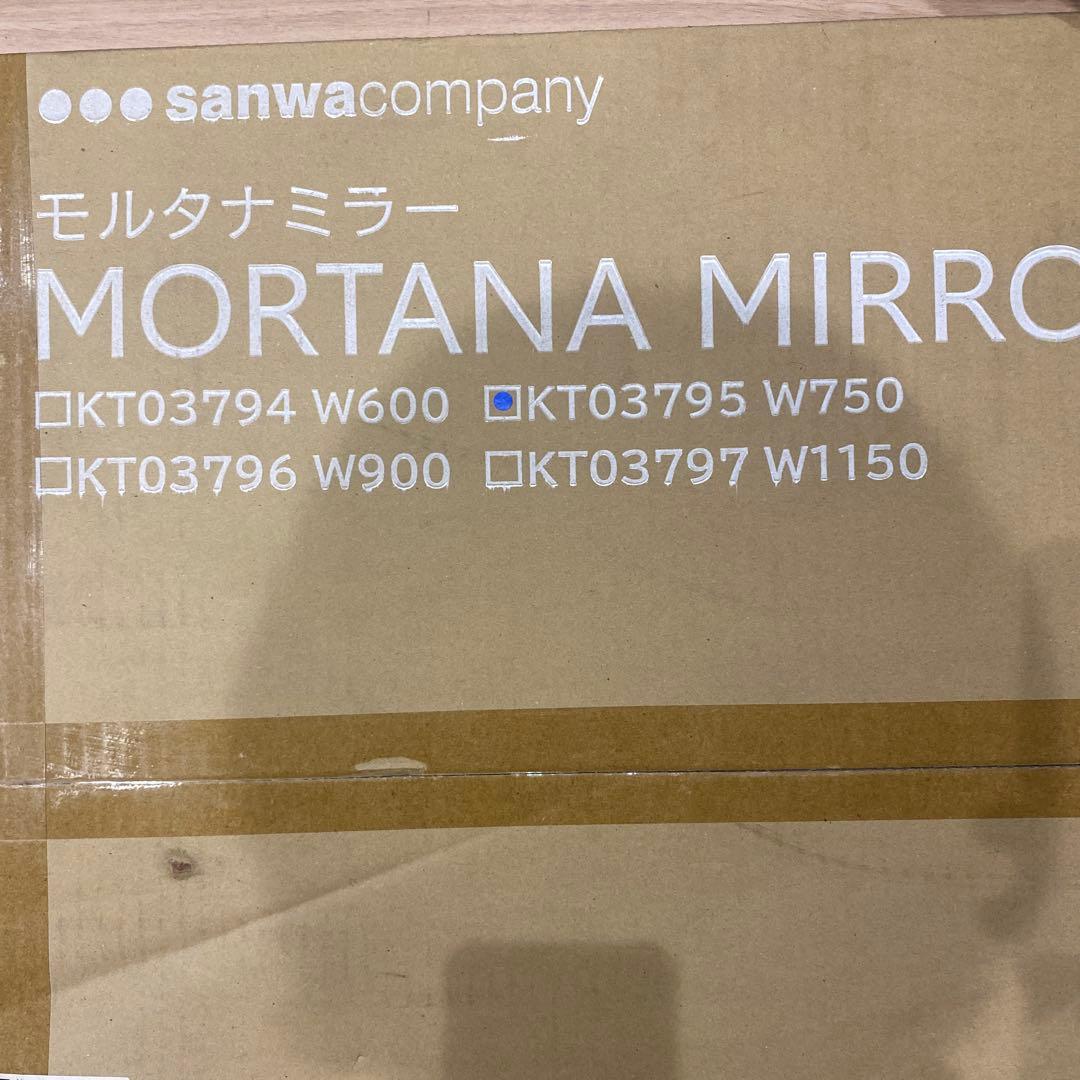 sanwacompany
モルタナミラー
MORTANA MIRRO
□KT03794 W600 □KT03795 W750
□KT03796 W900 □KT03797 W1150